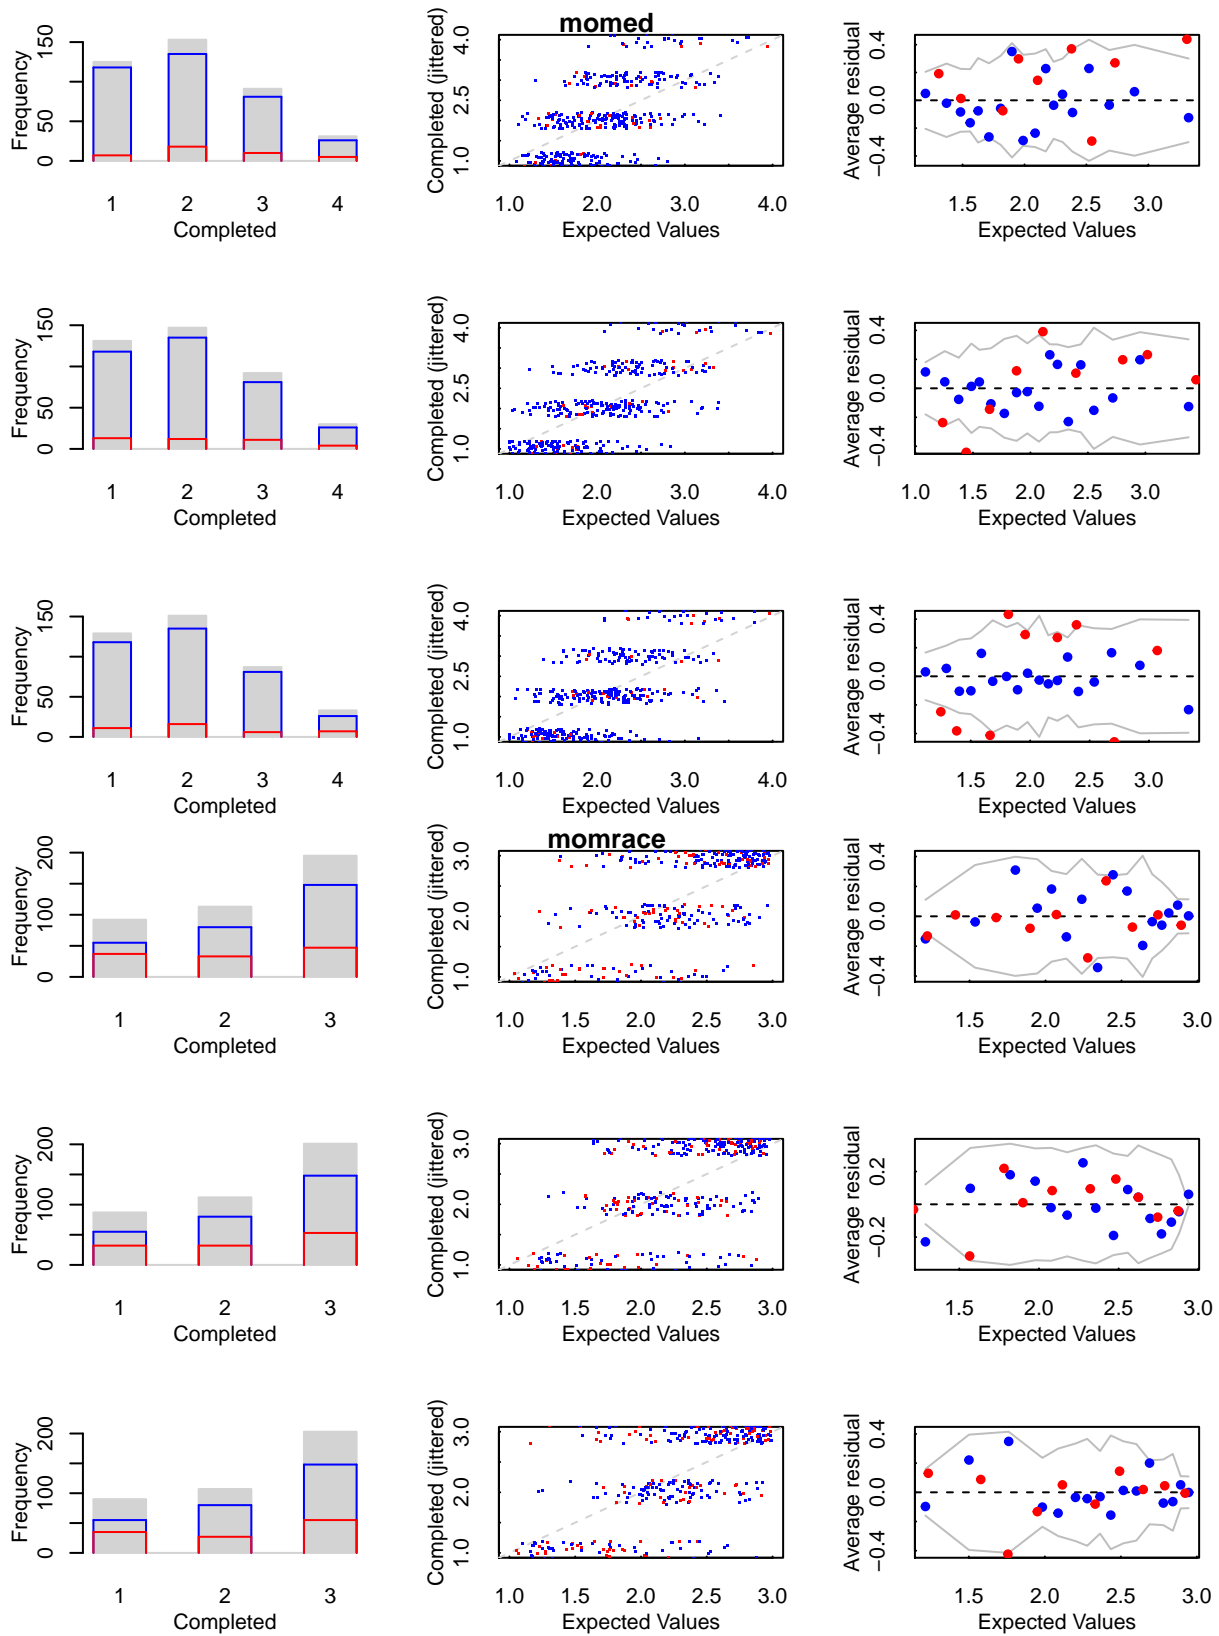 momed
Frequency
0 50 150
1 2 3 4
Completed
Completed (jittered)
1.0 2.5 4.0
1.0 2.0 3.0 4.0
Expected Values
Average residual
−0.4 0.0 0.4
1.5 2.0 2.5 3.0
Expected Values
Frequency
0 50 150
1 2 3 4
Completed
Completed (jittered)
1.0 2.5 4.0
1.0 2.0 3.0 4.0
Expected Values
Average residual
−0.4 0.0 0.4
1.0 1.5 2.0 2.5 3.0
Expected Values
Frequency
0 50 150
1 2 3 4
Completed
Completed (jittered)
1.0 2.5 4.0
1.0 2.0 3.0 4.0
Expected Values
Average residual
−0.4 0.0 0.4
1.5 2.0 2.5 3.0
Expected Values
momrace
Frequency
0 100 200
1 2 3
Completed
Completed (jittered)
1.0 2.0 3.0
1.0 1.5 2.0 2.5 3.0
Expected Values
Average residual
−0.4 0.0 0.4
1.5 2.0 2.5 3.0
Expected Values
Frequency
0 100 200
1 2 3
Completed
Completed (jittered)
1.0 2.0 3.0
1.0 1.5 2.0 2.5 3.0
Expected Values
Average residual
−0.2 0.2
1.5 2.0 2.5 3.0
Expected Values
Frequency
0 100 200
1 2 3
Completed
Completed (jittered)
1.0 2.0 3.0
1.0 1.5 2.0 2.5 3.0
Expected Values
Average residual
−0.4 0.0 0.4
1.5 2.0 2.5 3.0
Expected Values